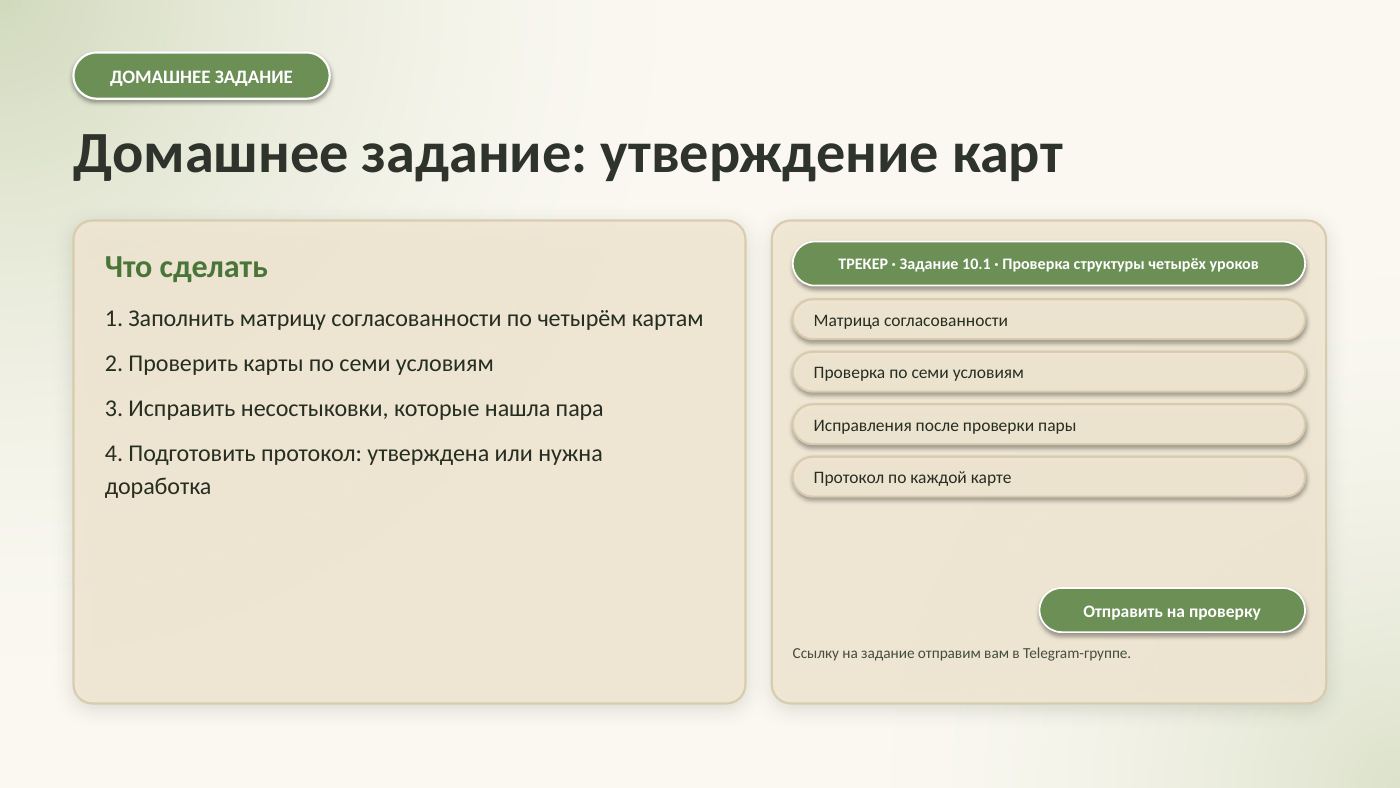 ДОМАШНЕЕ ЗАДАНИЕ
Домашнее задание: утверждение карт
Что сделать
1. Заполнить матрицу согласованности по четырём картам
2. Проверить карты по семи условиям
3. Исправить несостыковки, которые нашла пара
4. Подготовить протокол: утверждена или нужна
доработка
ТРЕКЕР · Задание 10.1 · Проверка структуры четырёх уроков
Матрица согласованности
Проверка по семи условиям
Исправления после проверки пары
Протокол по каждой карте
Отправить на проверку
Ссылку на задание отправим вам в Telegram-группе.